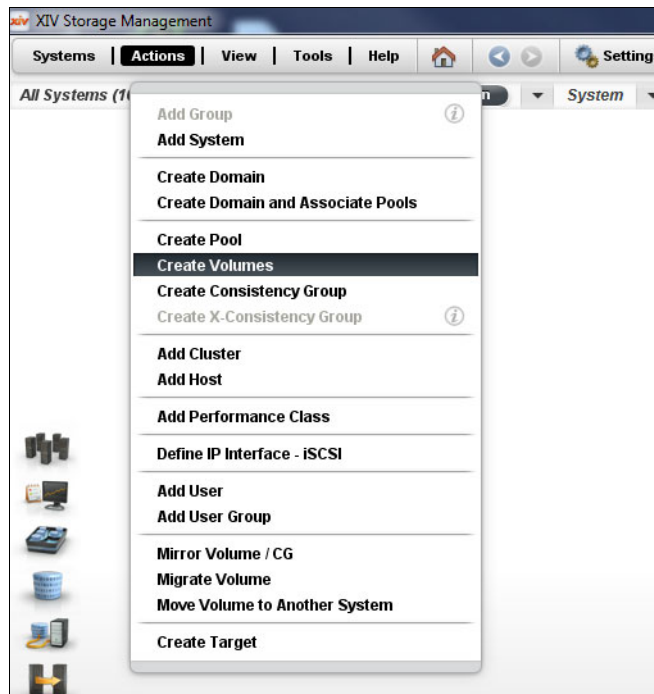 xiv XIV Storage Management
Systems | Actions | View | Tools | Help Setting
All Systems (10 System
Add Group i
Add System
Create Domain
Create Domain and Associate Pools
Create Pool
Create Volumes
Create Consistency Group
Create X-Consistency Group i
Add Cluster
Add Host
Add Performance Class
Define IP Interface - iSCSI
Add User
Add User Group
Mirror Volume / CG
Migrate Volume
Move Volume to Another System
Create Target